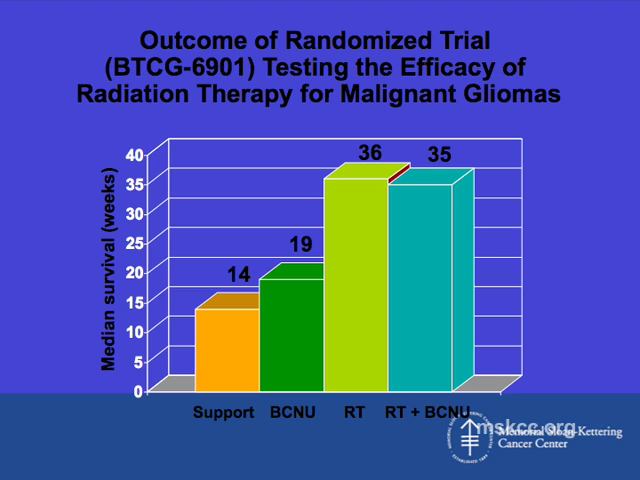 Outcome of Randomized Trial
(BTCG-6901) Testing the Efficacy of
Radiation Therapy for Malignant Gliomas
Median survival (weeks)
40
35
30
25
20
15
10
5
0
14
19
36
35
Support BCNU RT RT + BCNU
mskcc.org
Memorial Sloan-Kettering
Cancer Center